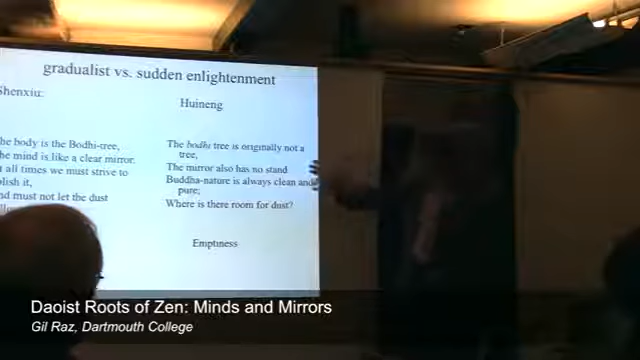 gradualist vs. sudden enlightenment
Shenxiu:
Huineng
he body is the Bodhi-tree,
he mind is like a clear mirror.
t all times we must strive to
lish it,
nd must not let the dust
The bodhi tree is originally not a
tree,
The mirror also has no stand
Buddha-nature is always clean and
pure;
Where is there room for dust?
Emptiness
Daoist Roots of Zen: Minds and Mirrors
Gil Raz, Dartmouth College